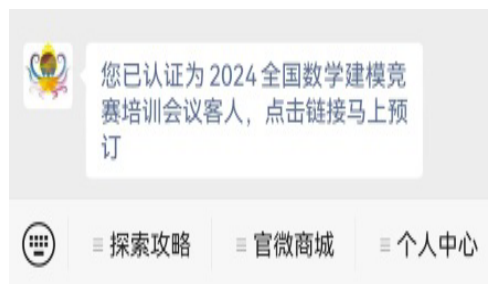 您已认证为 2024 全国数学建模竞
赛培训会议客人，点击链接马上预
订
探索攻略 官微商城 个人中心